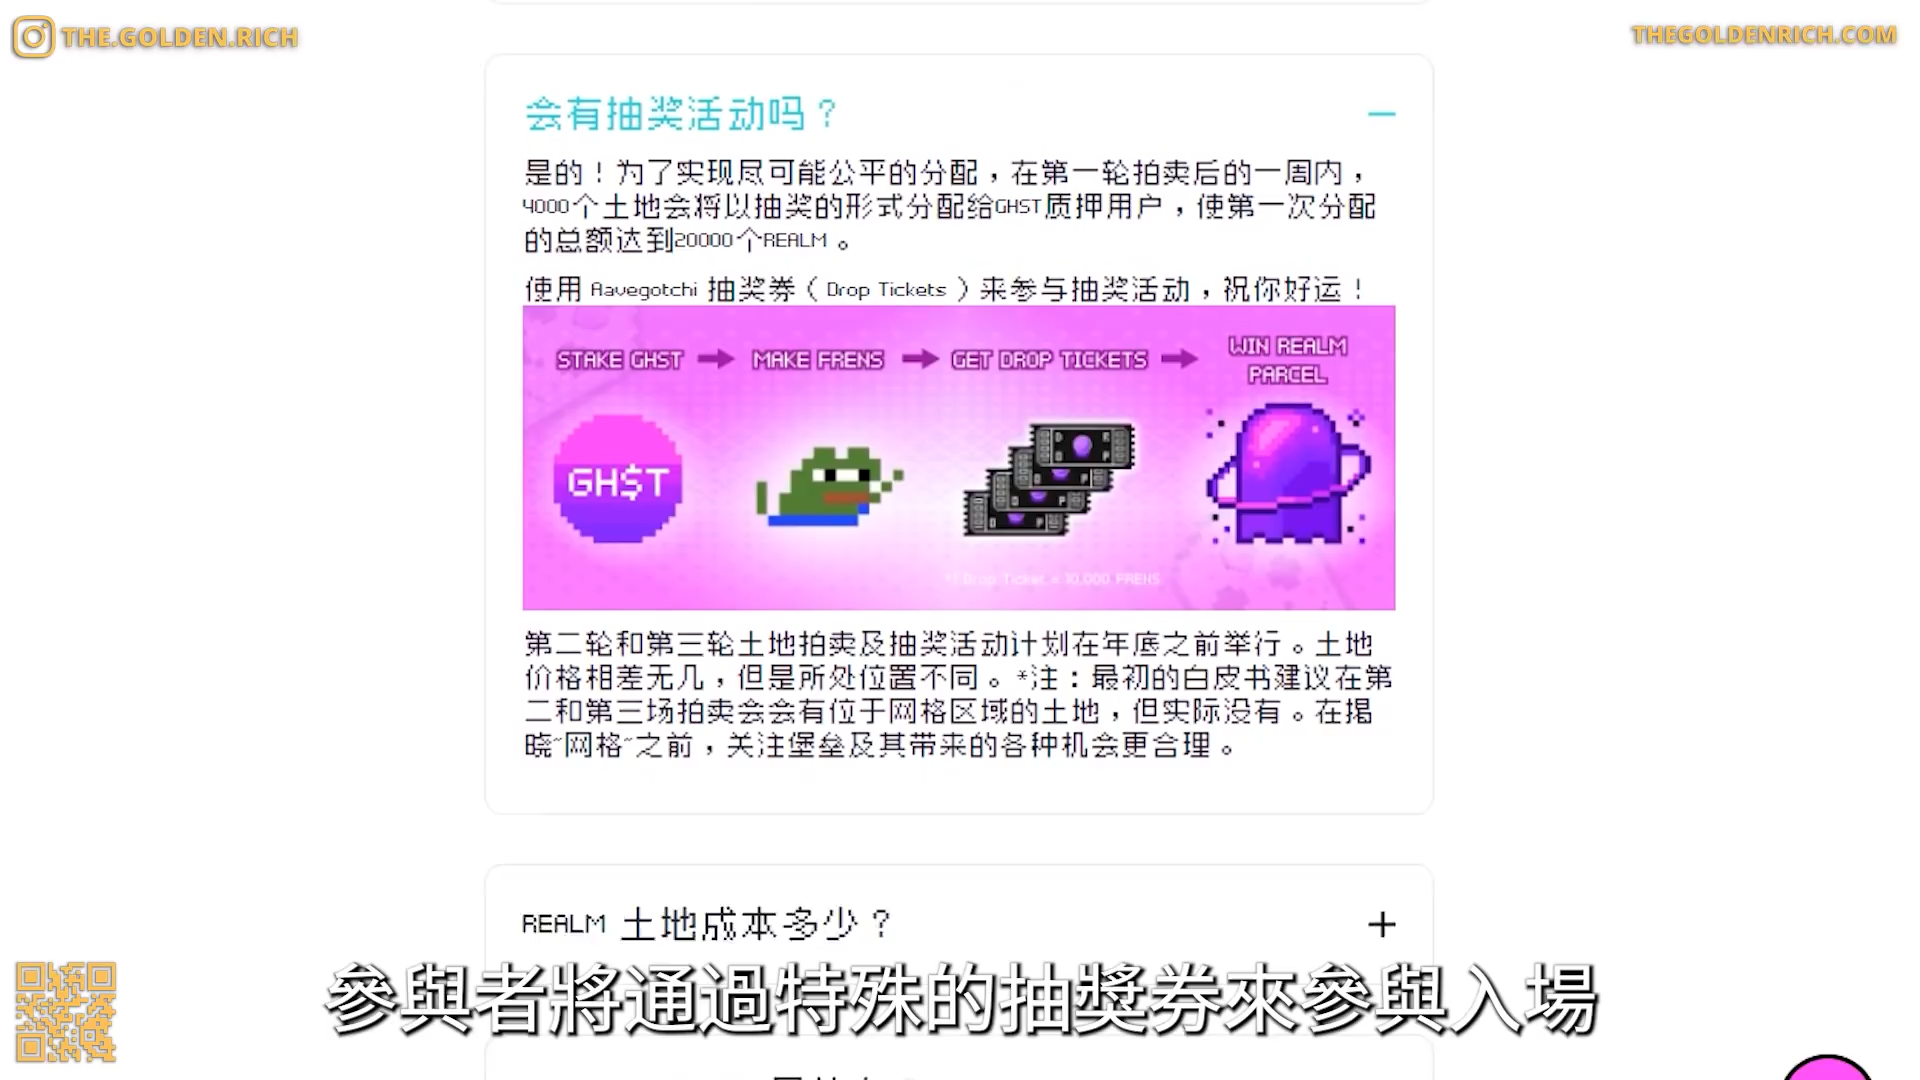 THE.GOLDEN.RICH
THEGOLDENRICH.COM
会有抽奖活动吗？
是的！为了实现尽可能公平的分配，在第一轮拍卖后的一周内，
4000个土地会将以抽奖的形式分配给GHST质押用户，使第一次分配
的总额达到20000个REALM。
使用 Aavegotchi 抽奖券（Drop Tickets）来参与抽奖活动，祝你好运！
STAKE GHST
MAKE FRENS
GET DROP TICKETS
WIN REALM
PARCEL
GH$T
*1 Drop Ticket = 10,000 FRENS
第二轮和第三轮土地拍卖及抽奖活动计划在年底之前举行。土地
价格相差无几，但是所处位置不同。*注：最初的白皮书建议在第
二和第三场拍卖会会有位于网格区域的土地，但实际没有。在揭
晓“网格”之前，关注堡垒及其带来的各种机会更合理。
REALM 土地成本多少？
參與者將通過特殊的抽獎券來參與入場